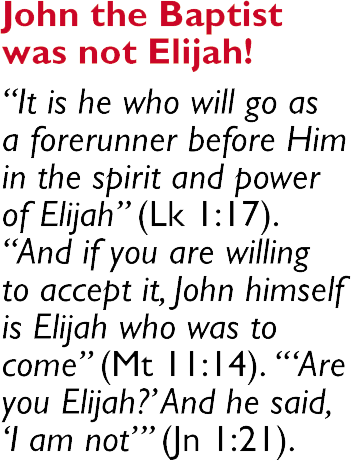 John the Baptist
was not Elijah!
“It is he who will go as
a forerunner before Him
in the spirit and power
of Elijah” (Lk 1:17).
“And if you are willing
to accept it, John himself
is Elijah who was to
come” (Mt 11:14). “‘Are
you Elijah?’ And he said,
‘I am not’” (Jn 1:21).